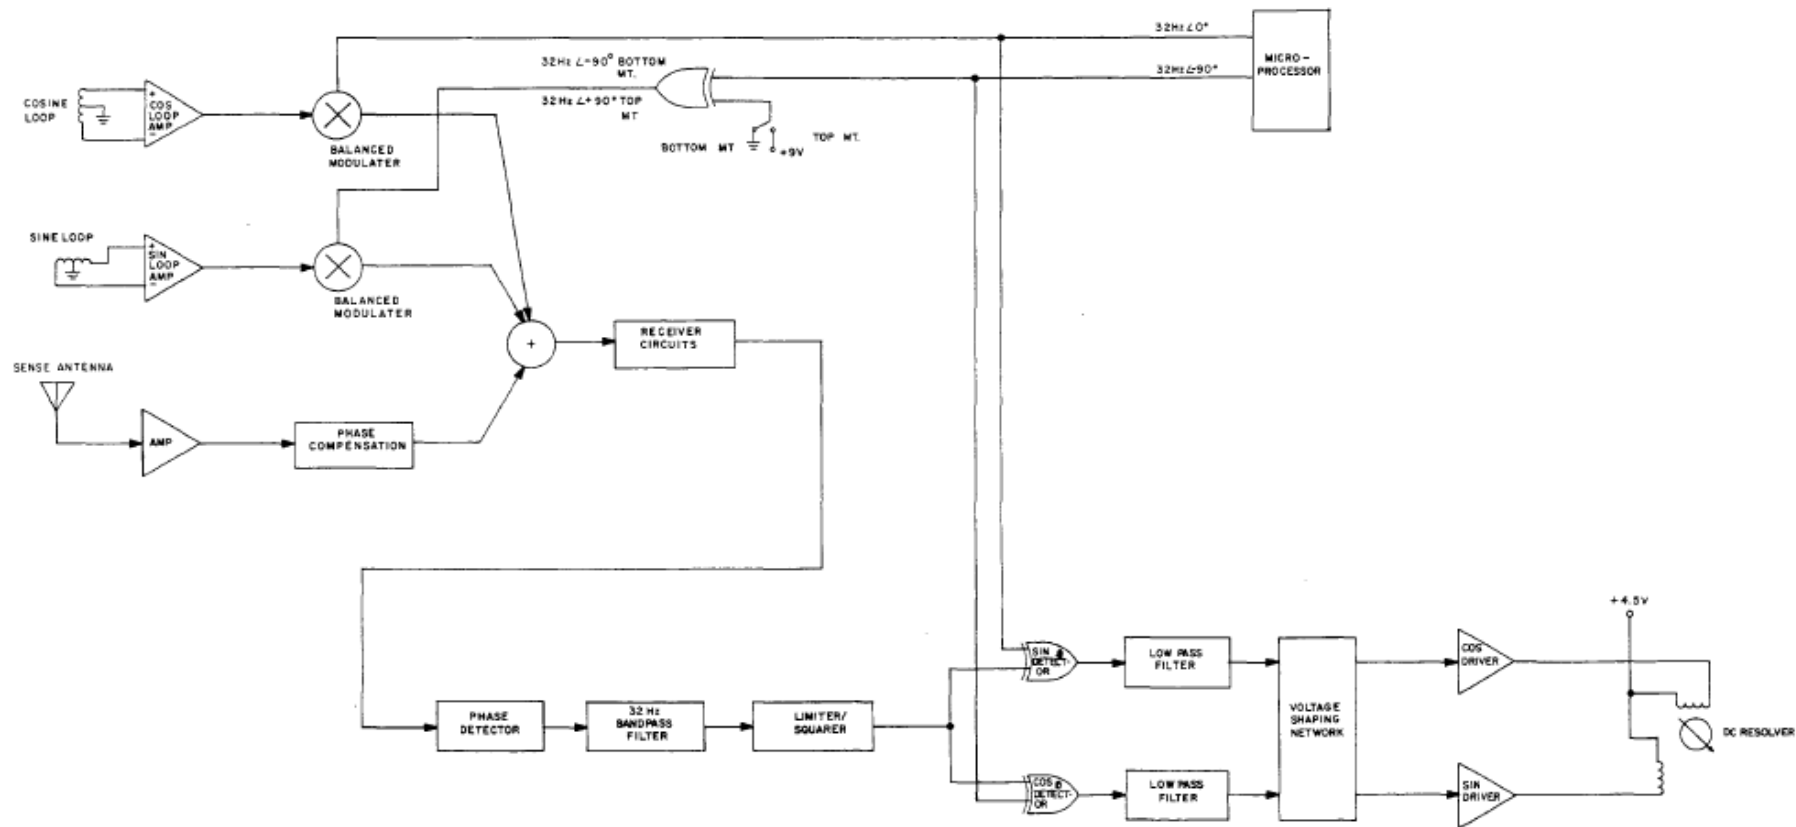 32Hz∠0°
MICRO-
PROCESSOR
32Hz∠-90° BOTTOM
MT.
32Hz∠-90°
COSINE
LOOP
+
COS
LOOP
AMP
-
32Hz∠+90° TOP
MT
BALANCED
MODULATER
BOTTOM MT
+9V
TOP MT.
SINE LOOP
+
SIN
LOOP
AMP
-
BALANCED
MODULATER
+
RECEIVER
CIRCUITS
SENSE ANTENNA
AMP
PHASE
COMPENSATION
+4.5V
SIN
DETECT-
OR
LOW PASS
FILTER
COS
DRIVER
PHASE
DETECTOR
32 Hz
BANDPASS
FILTER
LIMITER/
SQUARER
VOLTAGE
SHAPING
NETWORK
DC RESOLVER
COS
DETECT-
OR
LOW PASS
FILTER
SIN
DRIVER